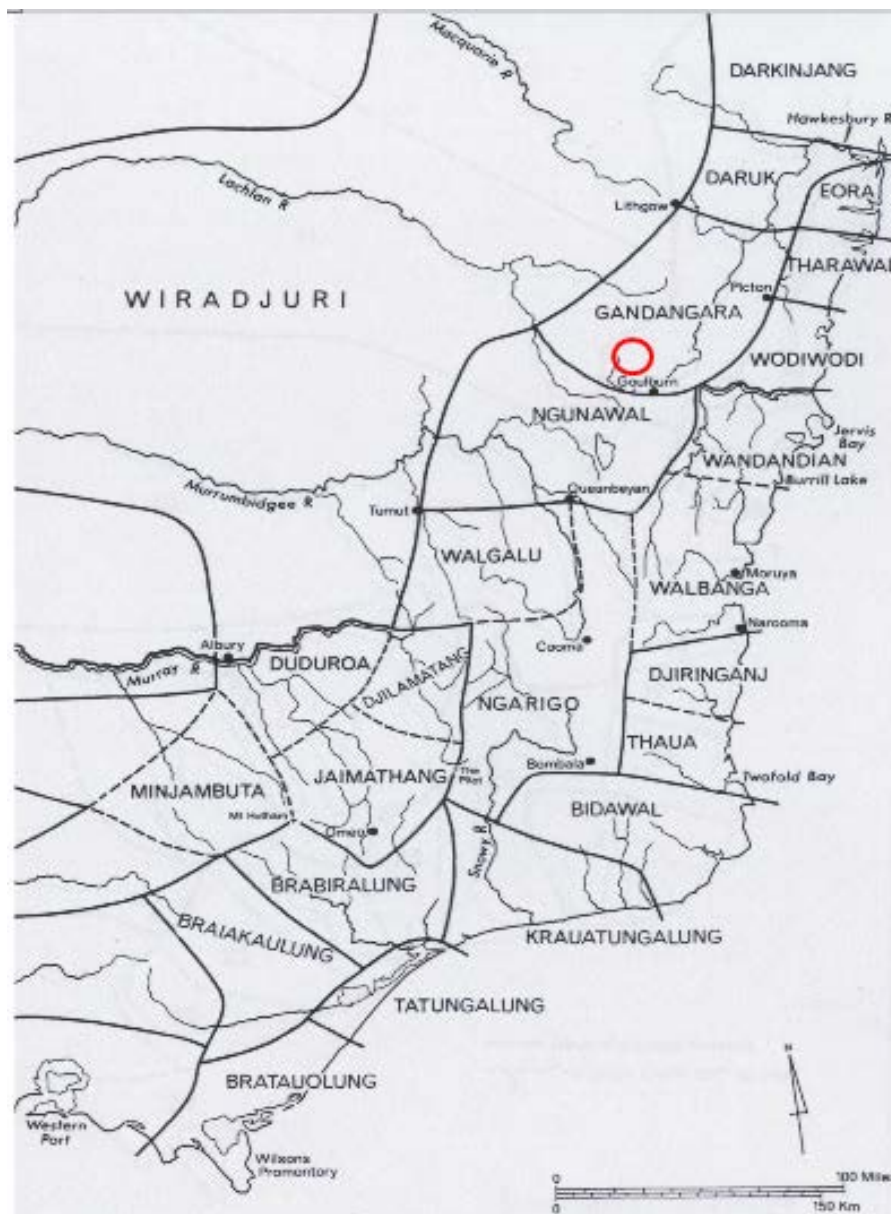 Macquarie R
DARKINJANG
Hawkesbury R
Lachlan R
DARUK
EORA
Lithgow
THARAWAL
Picton
WIRADJURI
GANDANGARA
WODIWODI
Goulburn
NGUNAWAL
Jervis
Bay
WANDANDIAN
Burrill Lake
Murrumbidgee R
Queanbeyan
Tumut
WALGALU
Moruya
WALBANGA
Narooma
Cooma
Albury
DUDUROA
Murray R
DJILAMATANG
DJIRINGANJ
NGARIGO
THAUA
Bombala
The
Pilot
JAIMATHANG
MINJAMBUTA
Twofold Bay
BIDAWAL
Mt Hotham
Omeo
Snowy R
BRABIRALUNG
BRAIAKAULUNG
KRAUATUNGALUNG
TATUNGALUNG
BRATAUOLUNG
N
Western
Port
Wilsons
Promontory
0
100 Miles
0
150 Km